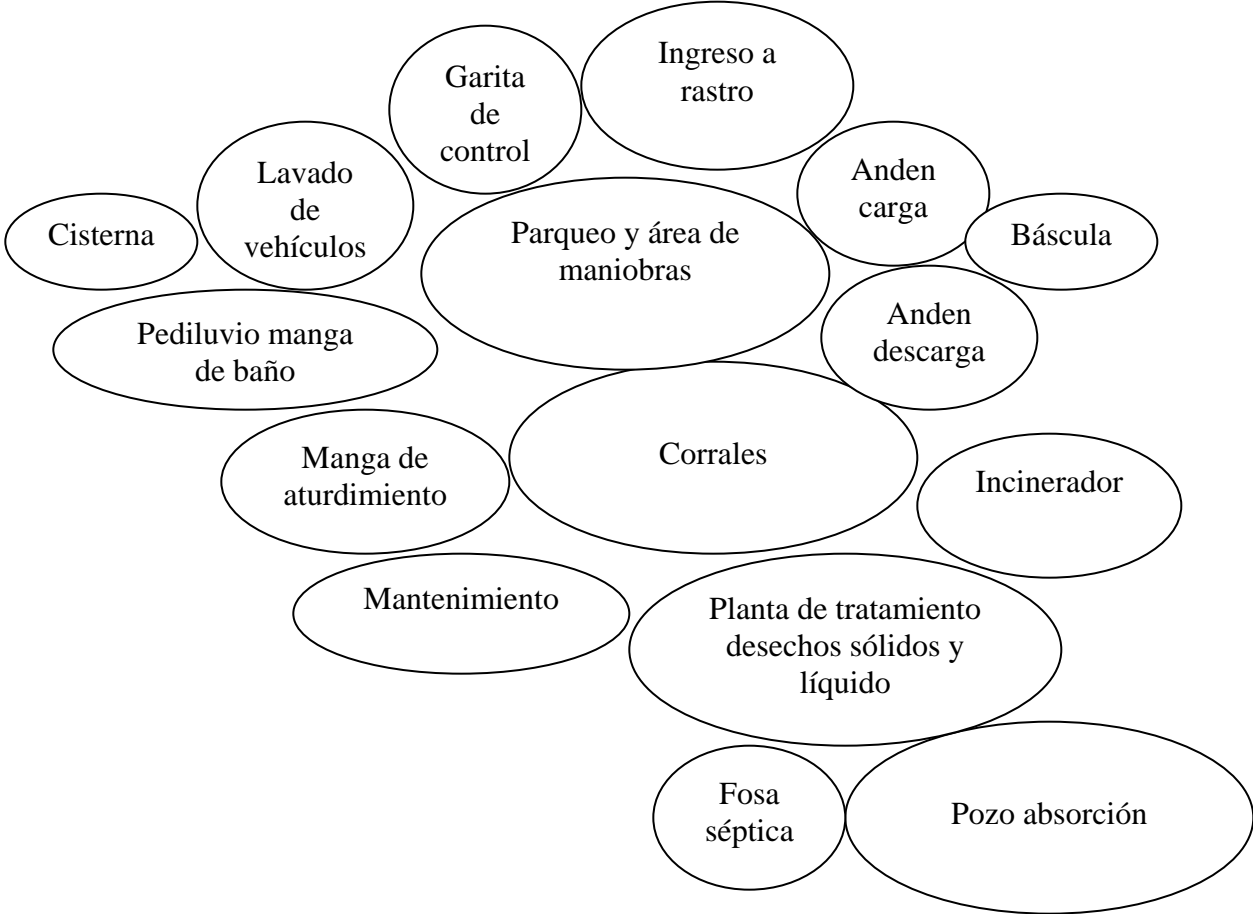 Ingreso a
rastro
Garita
de
control
Lavado
de
vehículos
Anden
carga
Cisterna
Parqueo y área de
maniobras
Báscula
Pediluvio manga
de baño
Anden
descarga
Manga de
aturdimiento
Corrales
Incinerador
Mantenimiento
Planta de tratamiento
desechos sólidos y
líquido
Fosa
séptica
Pozo absorción